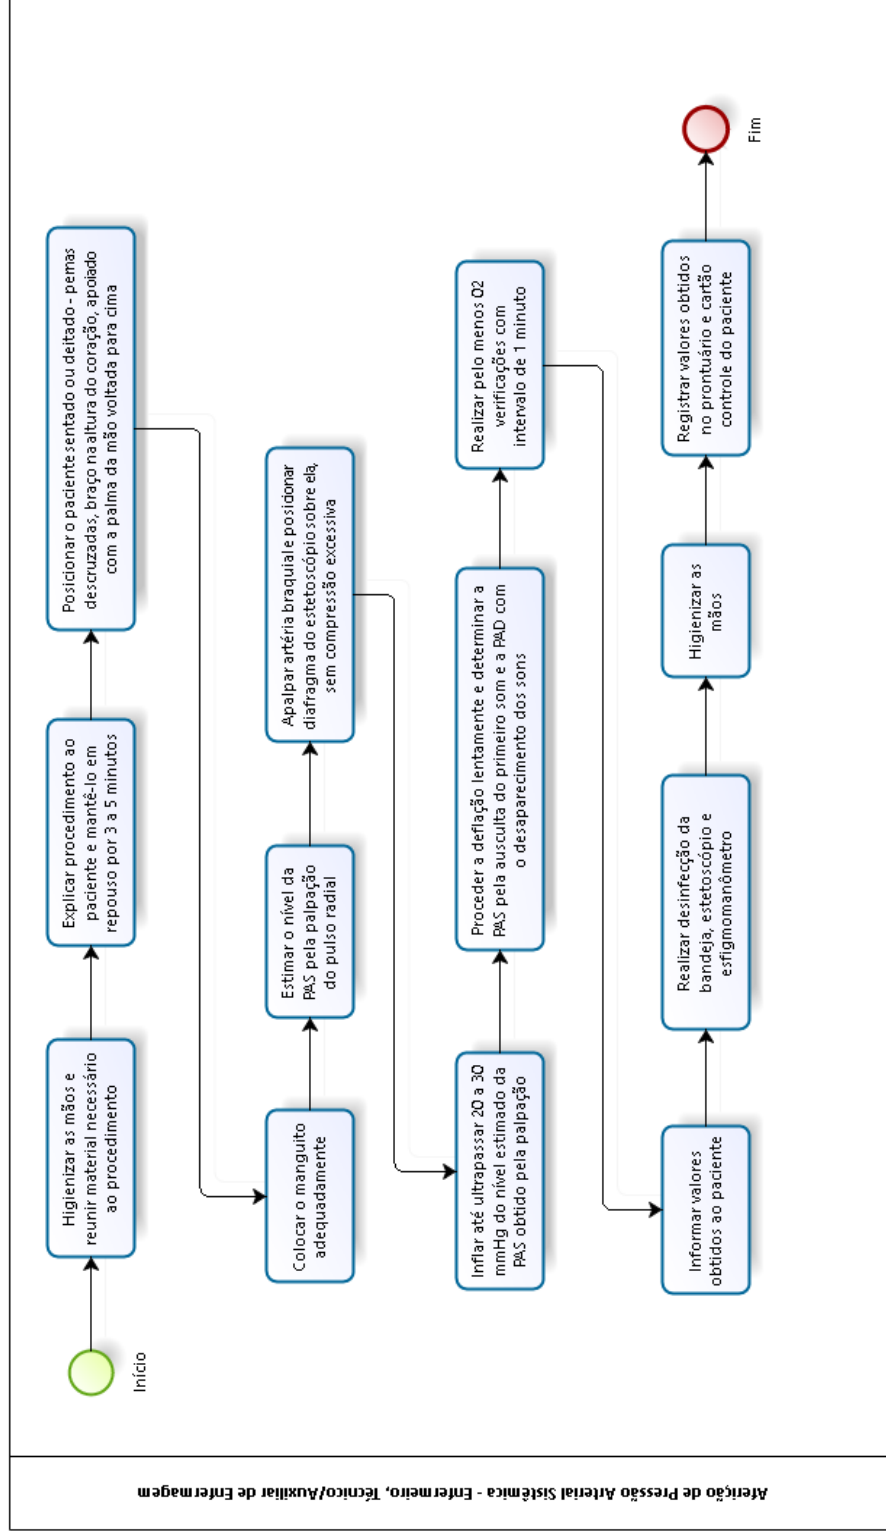 Aferição de Pressão Arterial Sistêmica - Enfermeiro, Técnico/Auxiliar de Enfermagem
Início
Higienizar as mãos e
reunir material necessário
ao procedimento
Explicar procedimento ao
paciente e mantê-lo em
repouso por 3 a 5 minutos
Posicionar o paciente sentado ou deitado - pernas
descruzadas, braço na altura do coração, apoiado
com a palma da mão voltada para cima
Colocar o manguito
adequadamente
Estimar o nível da
PAS pela palpação
do pulso radial
Apalpar artéria braquial e posicionar
diafragma do estetoscópio sobre ela,
sem compressão excessiva
Inflar até ultrapassar 20 a 30
mmHg do nível estimado da
PAS obtido pela palpação
Proceder a deflação lentamente e determinar a
PAS pela ausculta do primeiro som e a PAD com
o desaparecimento dos sons
Realizar pelo menos 02
verificações com
intervalo de 1 minuto
Informar valores
obtidos ao paciente
Realizar desinfecção da
bandeja, estetoscópio e
esfigmomanômetro
Higienizar as
mãos
Registrar valores obtidos
no prontuário e cartão
controle do paciente
Fim